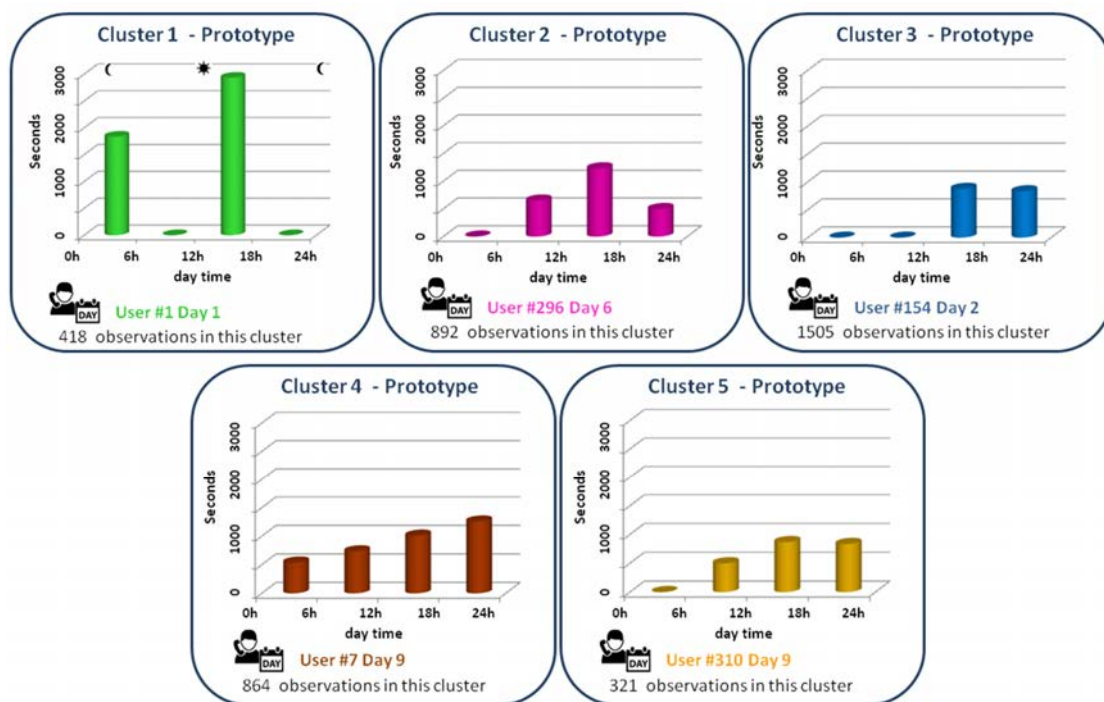 Cluster 1 - Prototype
3000
2000
1000
0
Seconds
0h 6h 12h 18h 24h
day time
DAY
User #1 Day 1
418 observations in this cluster
Cluster 2 - Prototype
3000
2000
1000
0
Seconds
0h 6h 12h 18h 24h
day time
DAY
User #296 Day 6
892 observations in this cluster
Cluster 3 - Prototype
3000
2000
1000
0
Seconds
0h 6h 12h 18h 24h
day time
DAY
User #154 Day 2
1505 observations in this cluster
Cluster 4 - Prototype
3000
2000
1000
0
Seconds
0h 6h 12h 18h 24h
day time
DAY
User #7 Day 9
864 observations in this cluster
Cluster 5 - Prototype
3000
2000
1000
0
Seconds
0h 6h 12h 18h 24h
day time
DAY
User #310 Day 9
321 observations in this cluster